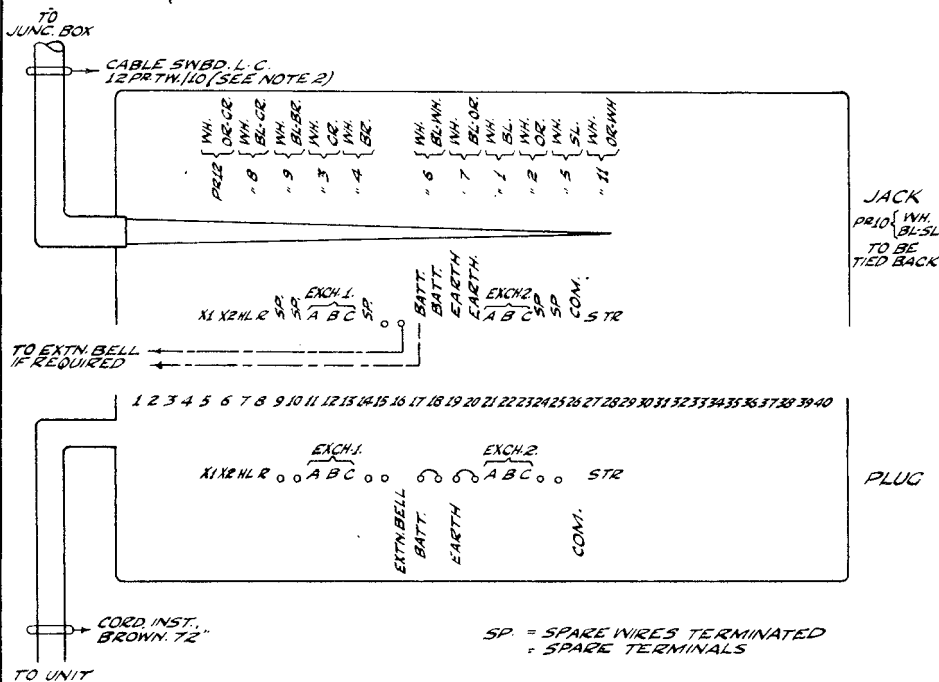 TO
JUNC. BOX
CABLE SWBD. L.C.
12PR.TW./10 (SEE NOTE 2)
WH. OR-GR. WH. BL-GR. WH. BL-BR. WH. GR. WH. BR. WH. BL-WH. WH. BL-OR. WH. BL. WH. OR. WH. SL. WH. OR-WH
PR12 " 8 " 9 " 3 " 4 " 6 " 7 " 1 " 2 " 5 " 11
JACK
PR10 { WH.
BL-SL
TO BE
TIED BACK
EXCH.1. EXCH.2.
X1 X2 HL R SP. SP. A B C SP. BATT. BATT. EARTH EARTH. A B C SP SP COM. S TR
TO EXTN. BELL
IF REQUIRED
1 2 3 4 5 6 7 8 9 10 11 12 13 14 15 16 17 18 19 20 21 22 23 24 25 26 27 28 29 30 31 32 33 34 35 36 37 38 39 40
EXCH.1. EXCH.2.
X1 X2 HL R A B C A B C S TR
PLUG
EXTN.BELL BATT. EARTH COM.
CORD, INST.,
BROWN. 72"
SP. = SPARE WIRES TERMINATED
= SPARE TERMINALS
TO UNIT